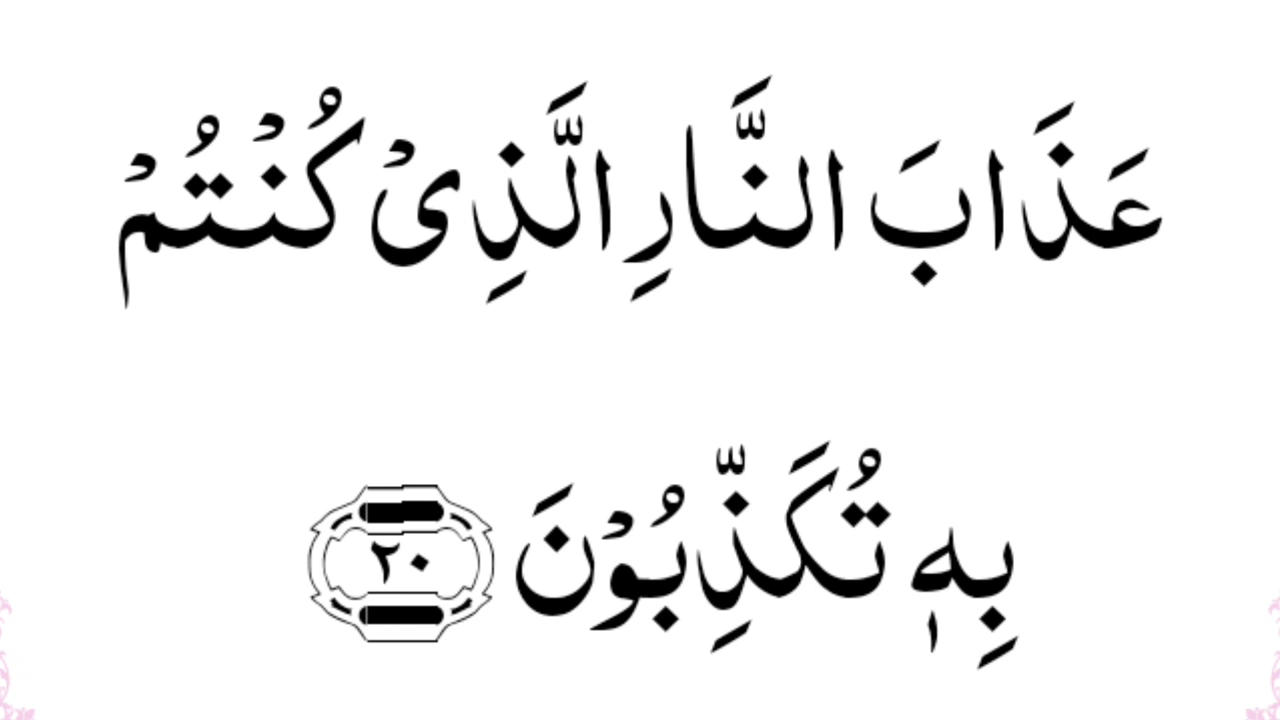 عَذَابَ النَّارِ الَّذِیْ كُنْتُمْ
بِهٖ تُكَذِّبُوْنَ ٢٠